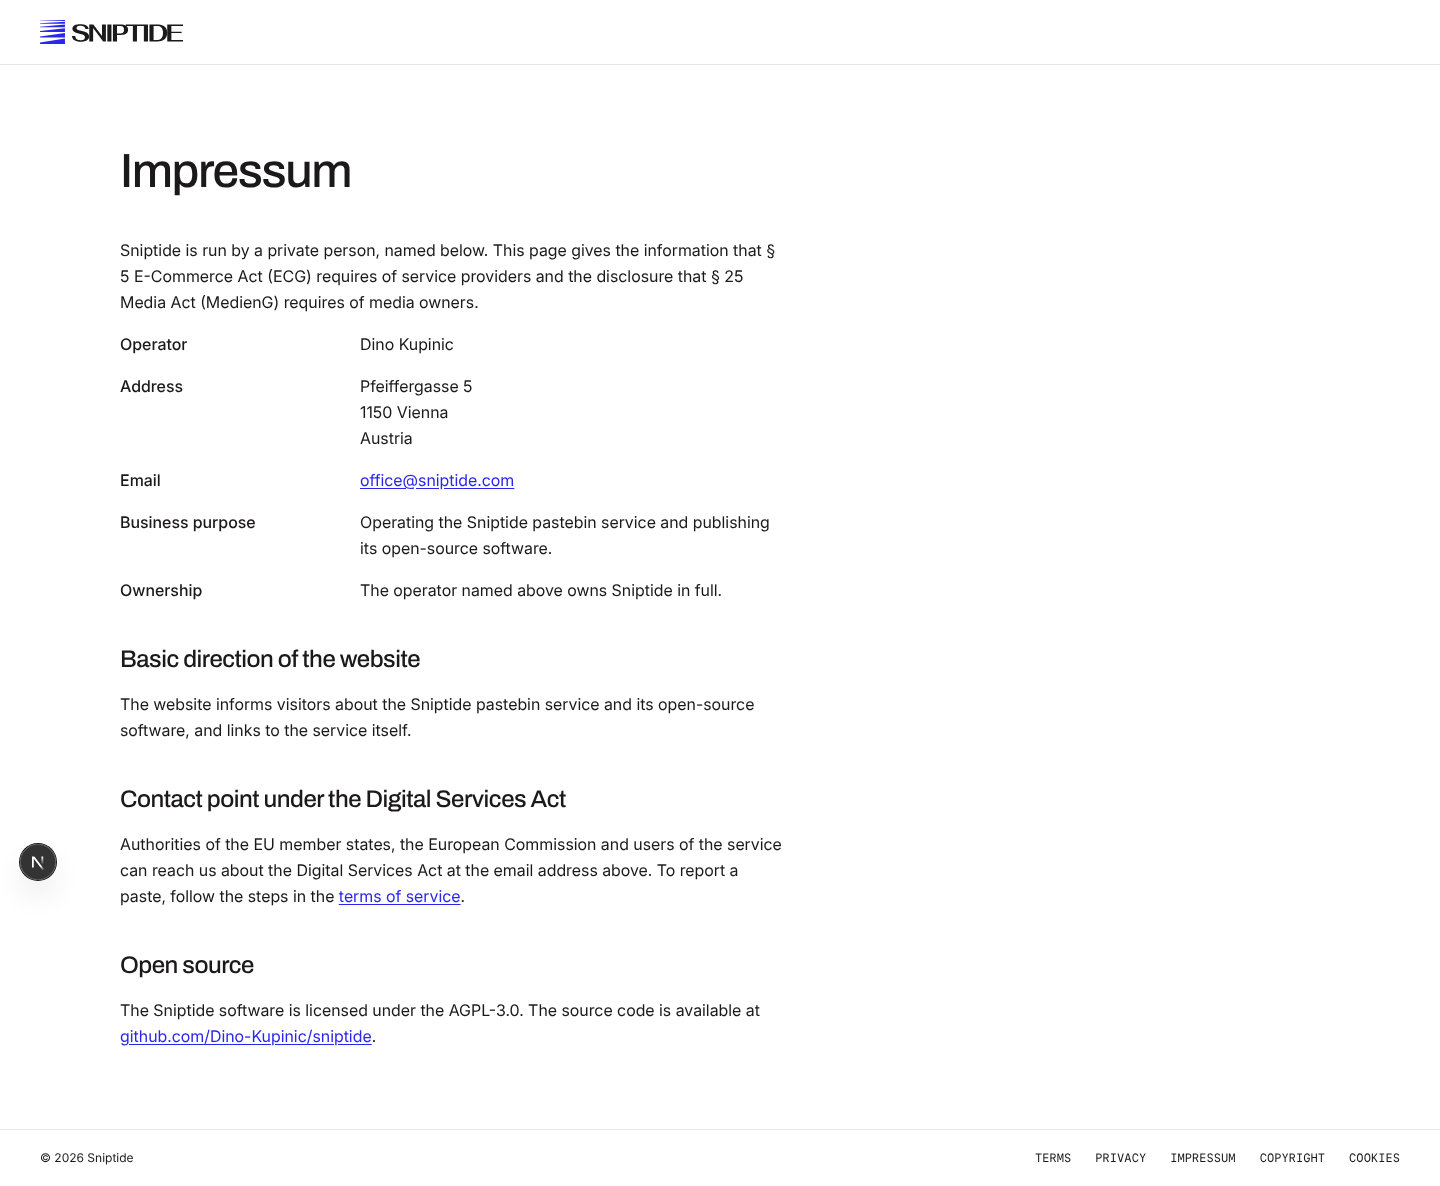 SNIPTIDE
Impressum
Sniptide is run by a private person, named below. This page gives the information that §
5 E-Commerce Act (ECG) requires of service providers and the disclosure that § 25
Media Act (MedienG) requires of media owners.
Operator
Dino Kupinic
Address
Pfeiffergasse 5
1150 Vienna
Austria
Email
office@sniptide.com
Business purpose
Operating the Sniptide pastebin service and publishing
its open-source software.
Ownership
The operator named above owns Sniptide in full.
Basic direction of the website
The website informs visitors about the Sniptide pastebin service and its open-source
software, and links to the service itself.
Contact point under the Digital Services Act
Authorities of the EU member states, the European Commission and users of the service
can reach us about the Digital Services Act at the email address above. To report a
paste, follow the steps in the terms of service.
N
Open source
The Sniptide software is licensed under the AGPL-3.0. The source code is available at
github.com/Dino-Kupinic/sniptide.
© 2026 Sniptide
TERMS PRIVACY IMPRESSUM COPYRIGHT COOKIES